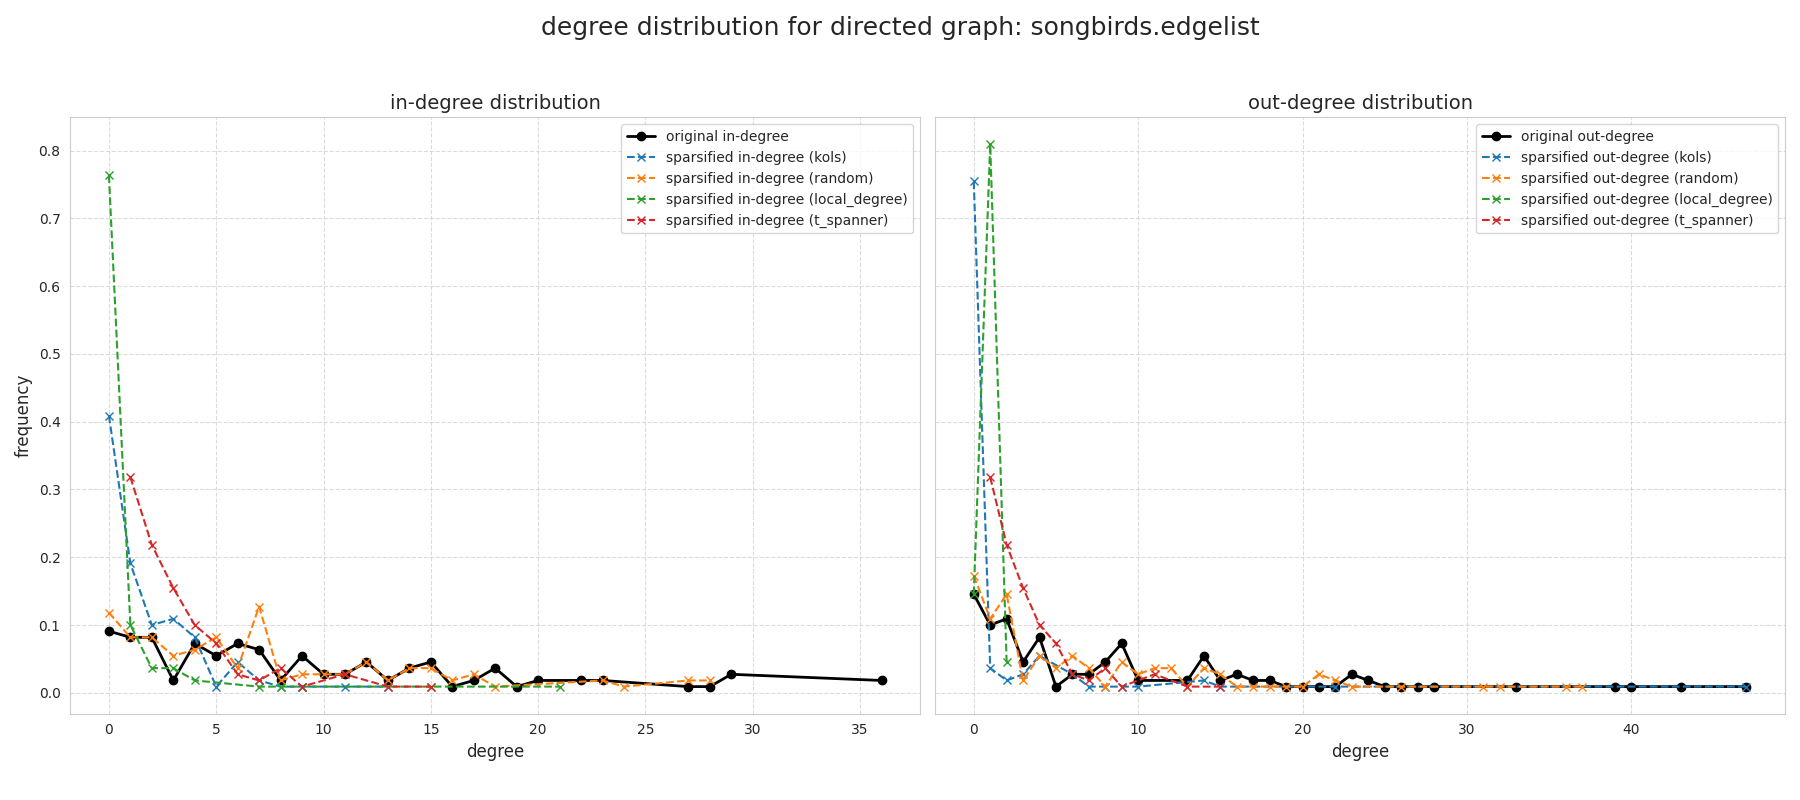 degree distribution for directed graph: songbirds.edgelist
in-degree distribution
original in-degree
sparsified in-degree (kols)
sparsified in-degree (random)
sparsified in-degree (local_degree)
sparsified in-degree (t_spanner)
frequency
0.8
0.7
0.6
0.5
0.4
0.3
0.2
0.1
0.0
0 5 10 15 20 25 30 35
degree
out-degree distribution
original out-degree
sparsified out-degree (kols)
sparsified out-degree (random)
sparsified out-degree (local_degree)
sparsified out-degree (t_spanner)
0 10 20 30 40
degree